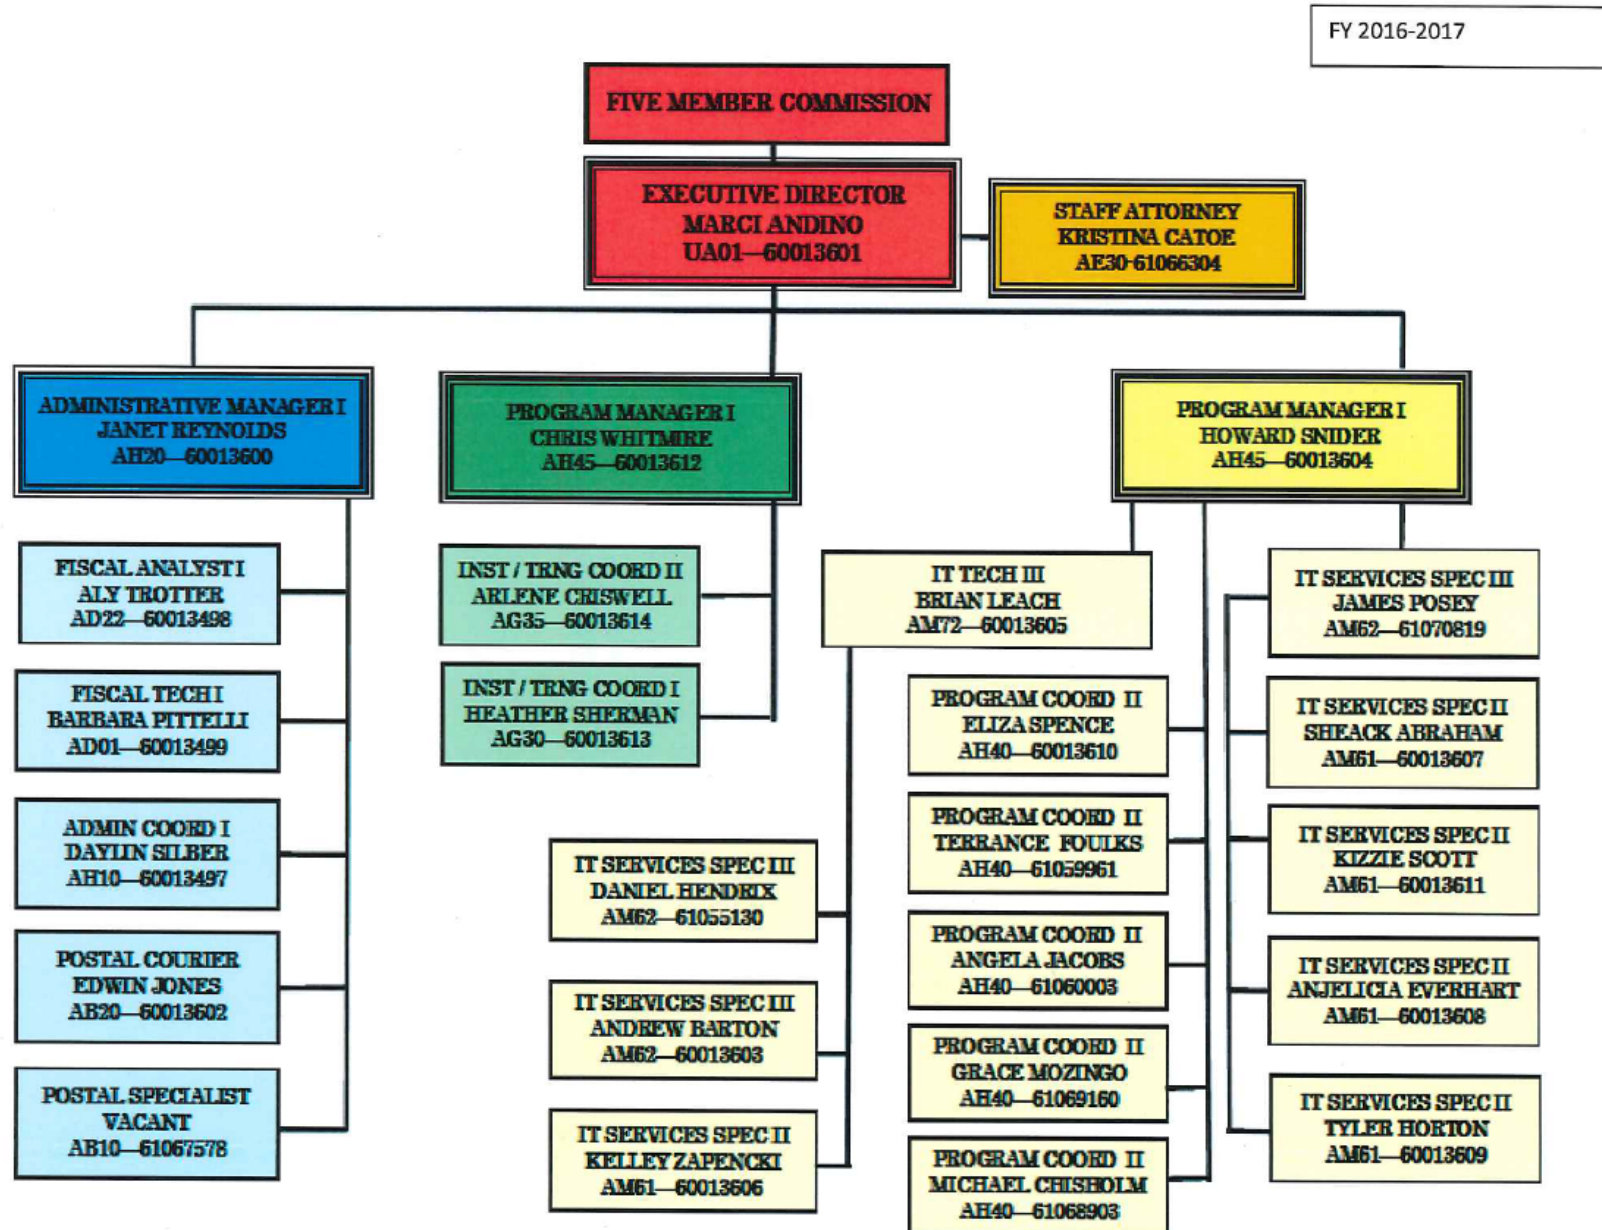 FY 2016-2017
FIVE MEMBER COMMISSION
EXECUTIVE DIRECTOR
MARCI ANDINO
UA01—60013601
STAFF ATTORNEY
KRISTINA CATOE
AE30-61066304
ADMINISTRATIVE MANAGER I
JANET REYNOLDS
AH20—60013600
PROGRAM MANAGER I
CHRIS WHITMIRE
AH45—60013612
PROGRAM MANAGER I
HOWARD SNIDER
AH45—60013604
FISCAL ANALYST I
ALY TROTTER
AD22—60013498
FISCAL TECH I
BARBARA PITTELLI
AD01—60013499
ADMIN COORD I
DAYLIN SILBER
AH10—60013497
POSTAL COURIER
EDWIN JONES
AB20—60013602
POSTAL SPECIALIST
VACANT
AB10—61067578
INST / TRNG COORD II
ARLENE CRISWELL
AG35—60013614
INST / TRNG COORD I
HEATHER SHERMAN
AG30—60013613
IT TECH III
BRIAN LEACH
AM72—60013605
IT SERVICES SPEC III
DANIEL HENDRIX
AM62—61055130
IT SERVICES SPEC III
ANDREW BARTON
AM62—60013603
IT SERVICES SPEC II
KELLEY ZAPENCKI
AM61—60013606
PROGRAM COORD II
ELIZA SPENCE
AH40—60013610
PROGRAM COORD II
TERRANCE FOULKS
AH40—61059961
PROGRAM COORD II
ANGELA JACOBS
AH40—61060003
PROGRAM COORD II
GRACE MOZINGO
AH40—61069160
PROGRAM COORD II
MICHAEL CHISHOLM
AH40—61068903
IT SERVICES SPEC III
JAMES POSEY
AM62—61070819
IT SERVICES SPEC II
SHEACK ABRAHAM
AM61—60013607
IT SERVICES SPEC II
KIZZIE SCOTT
AM61—60013611
IT SERVICES SPEC II
ANJELICIA EVERHART
AM61—60013608
IT SERVICES SPEC II
TYLER HORTON
AM61—60013609